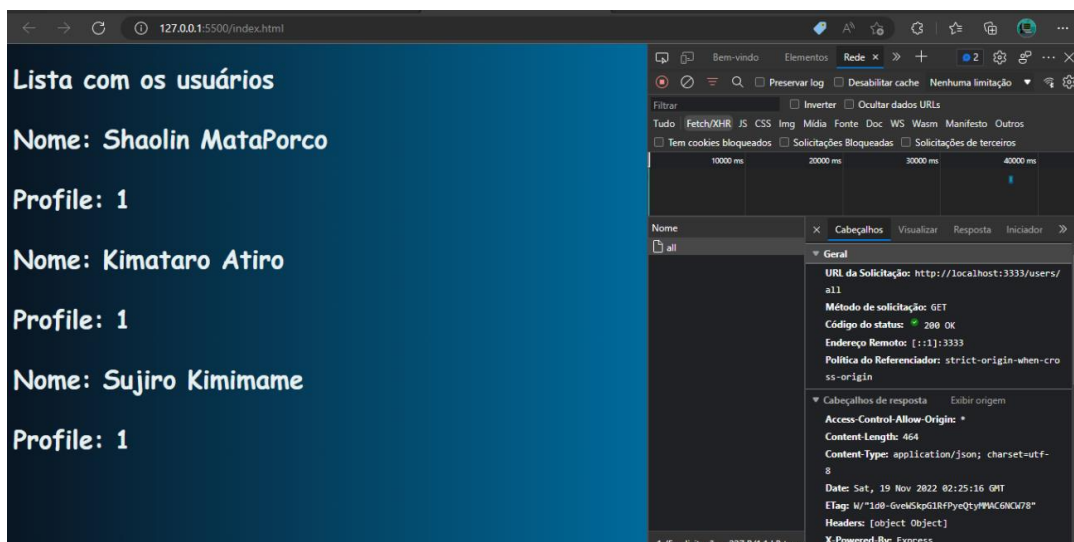 127.0.0.1:5500/index.html
Lista com os usuários
Nome: Shaolin MataPorco
Profile: 1
Nome: Kimataro Atiro
Profile: 1
Nome: Sujiro Kimimame
Profile: 1
Bem-vindo Elementos Rede 2
Preservar log Desabilitar cache Nenhuma limitação
Filtrar Inverter Ocultar dados URLs
Tudo Fetch/XHR JS CSS Img Mídia Fonte Doc WS Wasm Manifesto Outros
Tem cookies bloqueados Solicitações Bloqueadas Solicitações de terceiros
10000 ms 20000 ms 30000 ms 40000 ms
Nome
all
Cabeçalhos Visualizar Resposta Iniciador
Geral
URL da Solicitação: http://localhost:3333/users/
all
Método de solicitação: GET
Código do status: 200 OK
Endereço Remoto: [::1]:3333
Política do Referenciador: strict-origin-when-cro
ss-origin
Cabeçalhos de resposta Exibir origem
Access-Control-Allow-Origin: *
Content-Length: 464
Content-Type: application/json; charset=utf-
8
Date: Sat, 19 Nov 2022 02:25:16 GMT
ETag: W/"1d0-GveWSkpG1RfPyeQtyMMAC6NCW78"
Headers: [object Object]
X-Powered-By: Express